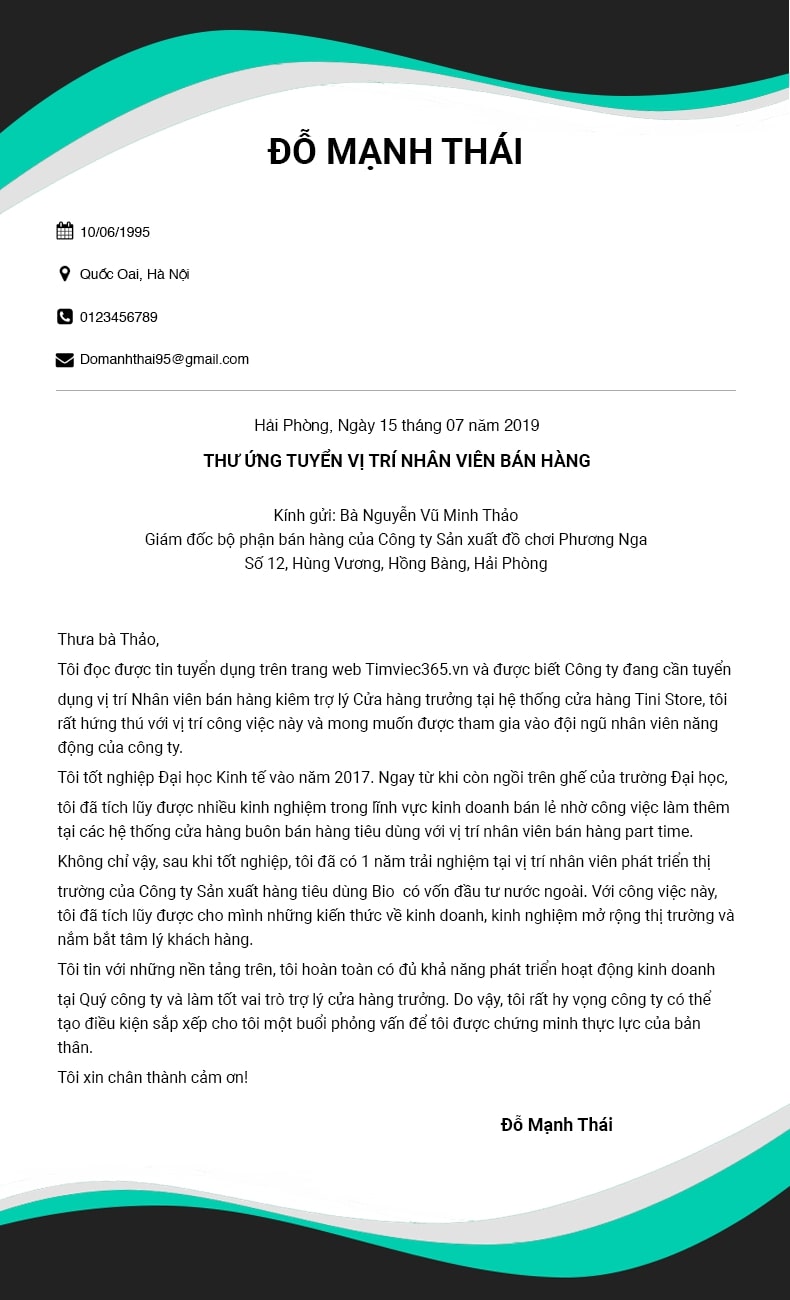 ĐỖ MẠNH THÁI
10/06/1995
Quốc Oai, Hà Nội
0123456789
Domanhthai95@gmail.com
Hải Phòng, Ngày 15 tháng 07 năm 2019
THƯ ỨNG TUYỂN VỊ TRÍ NHÂN VIÊN BÁN HÀNG
Kính gửi: Bà Nguyễn Vũ Minh Thảo
Giám đốc bộ phận bán hàng của Công ty Sản xuất đồ chơi Phương Nga
Số 12, Hùng Vương, Hồng Bàng, Hải Phòng
Thưa bà Thảo,
Tôi đọc được tin tuyển dụng trên trang web Timviec365.vn và được biết Công ty đang cần tuyển
dụng vị trí Nhân viên bán hàng kiêm trợ lý Cửa hàng trưởng tại hệ thống cửa hàng Tini Store, tôi
rất hứng thú với vị trí công việc này và mong muốn được tham gia vào đội ngũ nhân viên năng
động của công ty.
Tôi tốt nghiệp Đại học Kinh tế vào năm 2017. Ngay từ khi còn ngồi trên ghế của trường Đại học,
tôi đã tích lũy được nhiều kinh nghiệm trong lĩnh vực kinh doanh bán lẻ nhờ công việc làm thêm
tại các hệ thống cửa hàng buôn bán hàng tiêu dùng với vị trí nhân viên bán hàng part time.
Không chỉ vậy, sau khi tốt nghiệp, tôi đã có 1 năm trải nghiệm tại vị trí nhân viên phát triển thị
trường của Công ty Sản xuất hàng tiêu dùng Bio  có vốn đầu tư nước ngoài. Với công việc này,
tôi đã tích lũy được cho mình những kiến thức về kinh doanh, kinh nghiệm mở rộng thị trường và
nắm bắt tâm lý khách hàng.
Tôi tin với những nền tảng trên, tôi hoàn toàn có đủ khả năng phát triển hoạt động kinh doanh
tại Quý công ty và làm tốt vai trò trợ lý cửa hàng trưởng. Do vậy, tôi rất hy vọng công ty có thể
tạo điều kiện sắp xếp cho tôi một buổi phỏng vấn để tôi được chứng minh thực lực của bản
thân.
Tôi xin chân thành cảm ơn!
Đỗ Mạnh Thái